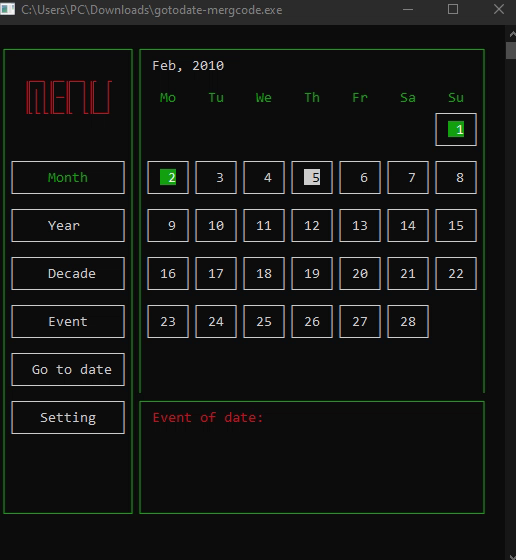 C:\Users\PC\Downloads\gotodate-mergcode.exe
MENU
Month
Year
Decade
Event
Go to date
Setting
Feb, 2010
Mo Tu We Th Fr Sa Su
1
2 3 4 5 6 7 8
9 10 11 12 13 14 15
16 17 18 19 20 21 22
23 24 25 26 27 28
Event of date: